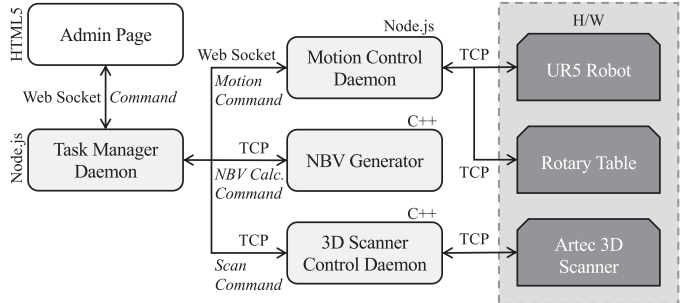 HTML5
Admin Page
Web Socket
Command
Node.js
Task Manager
Daemon
Node.js
Web Socket
Motion
Command
Motion Control
Daemon
C++
TCP
NBV Calc.
Command
NBV Generator
C++
TCP
Scan
Command
3D Scanner
Control Daemon
H/W
TCP
UR5 Robot
TCP
Rotary Table
TCP
Artec 3D
Scanner